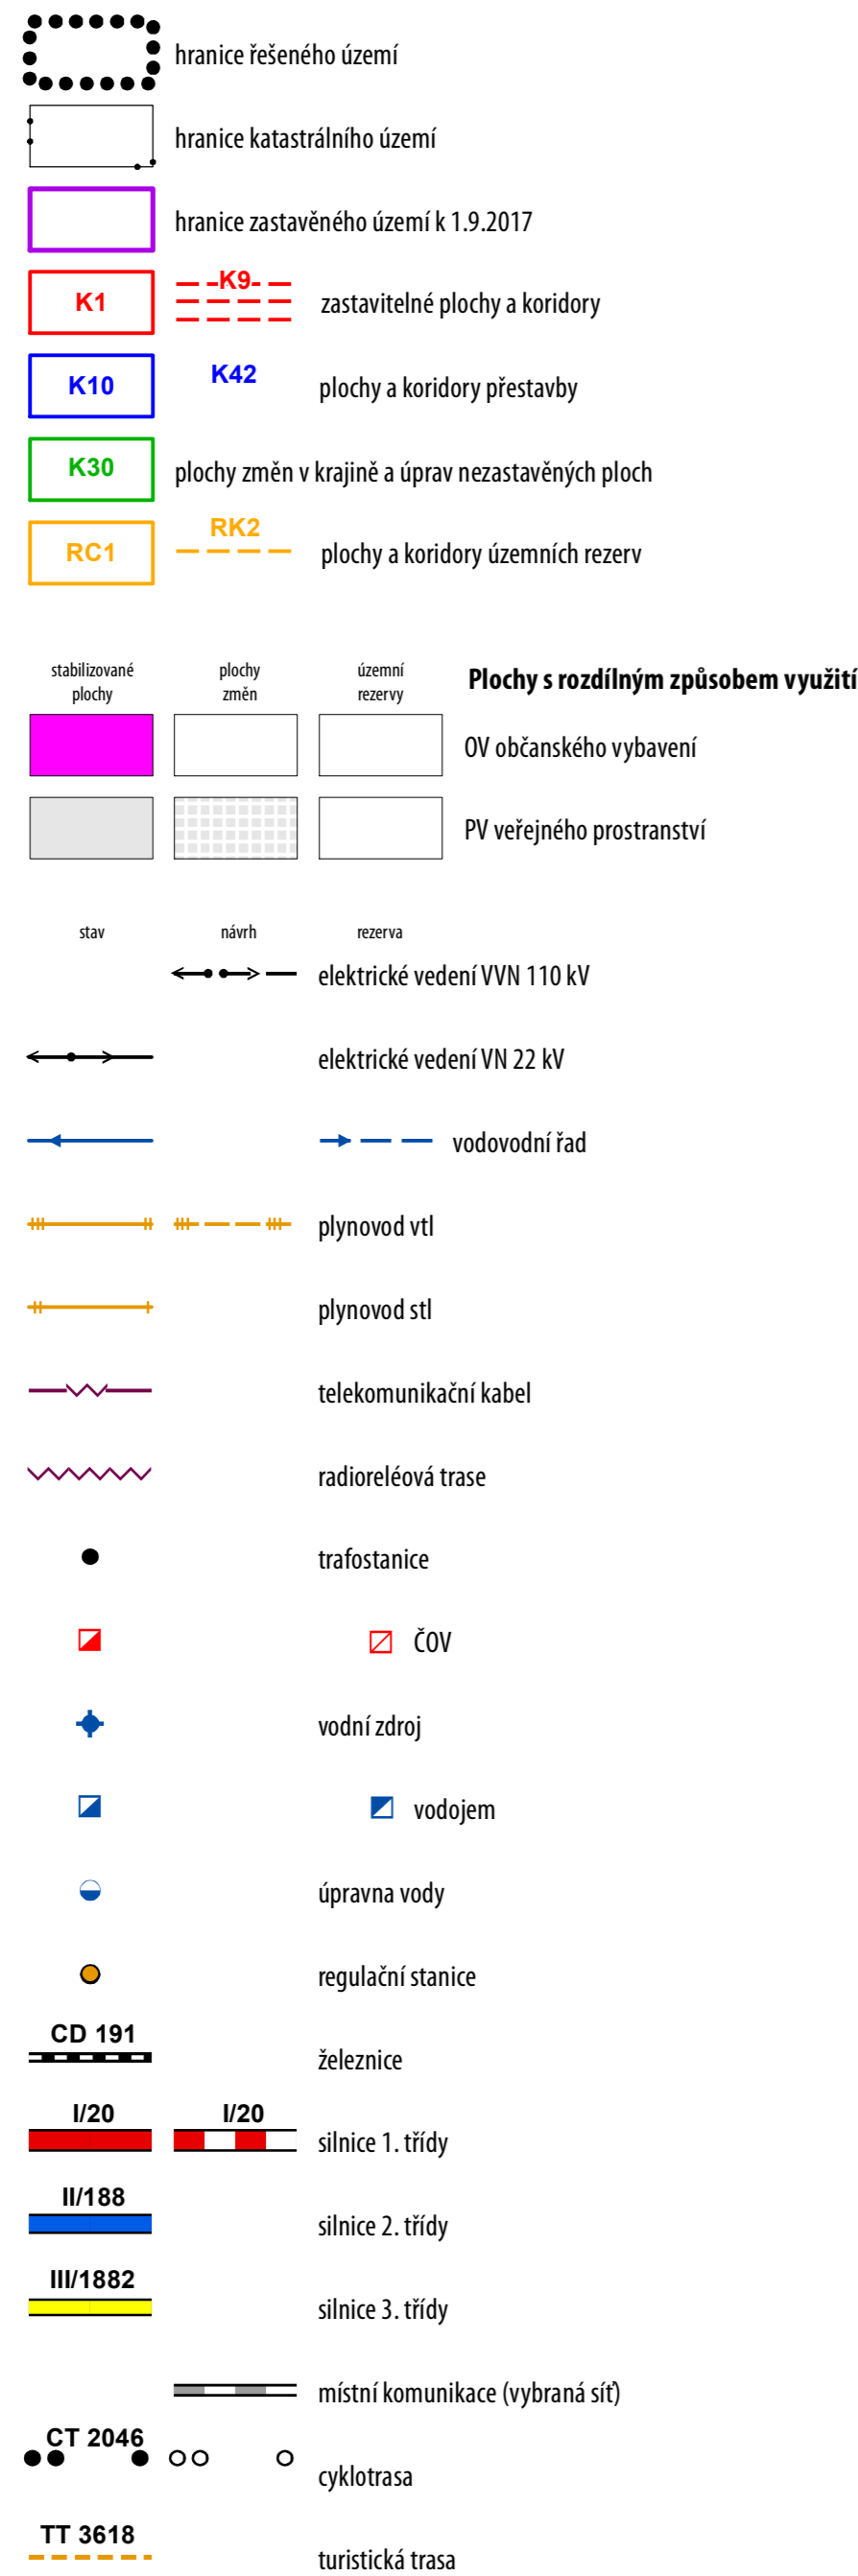 hranice řešeného území
hranice katastrálního území
hranice zastavěného území k 1.9.2017
K1 K9 zastavitelné plochy a koridory
K10 K42 plochy a koridory přestavby
K30 plochy změn v krajině a úprav nezastavěných ploch
RC1 RK2 plochy a koridory územních rezerv
stabilizované plochy územní Plochy s rozdílným způsobem využití
plochy změn rezervy
OV občanského vybavení
PV veřejného prostranství
stav návrh rezerva
elektrické vedení VVN 110 kV
elektrické vedení VN 22 kV
vodovodní řad
plynovod vtl
plynovod stl
telekomunikační kabel
radioreléová trase
trafostanice
ČOV
vodní zdroj
vodojem
úpravna vody
regulační stanice
CD 191
železnice
I/20 I/20
silnice 1. třídy
II/188
silnice 2. třídy
III/1882
silnice 3. třídy
místní komunikace (vybraná síť)
CT 2046
cyklotrasa
TT 3618
turistická trasa